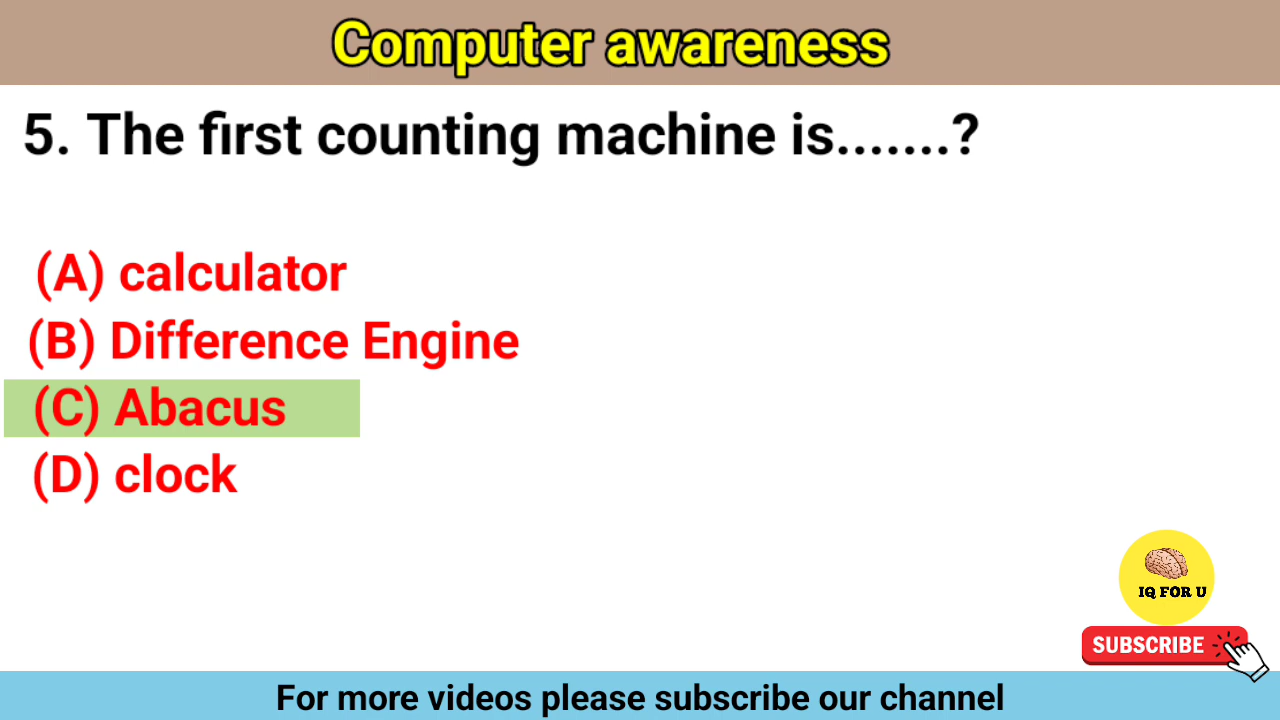 Computer awareness
5. The first counting machine is.......?
(A) calculator
(B) Difference Engine
(C) Abacus
(D) clock
IQ FOR U
SUBSCRIBE
For more videos please subscribe our channel